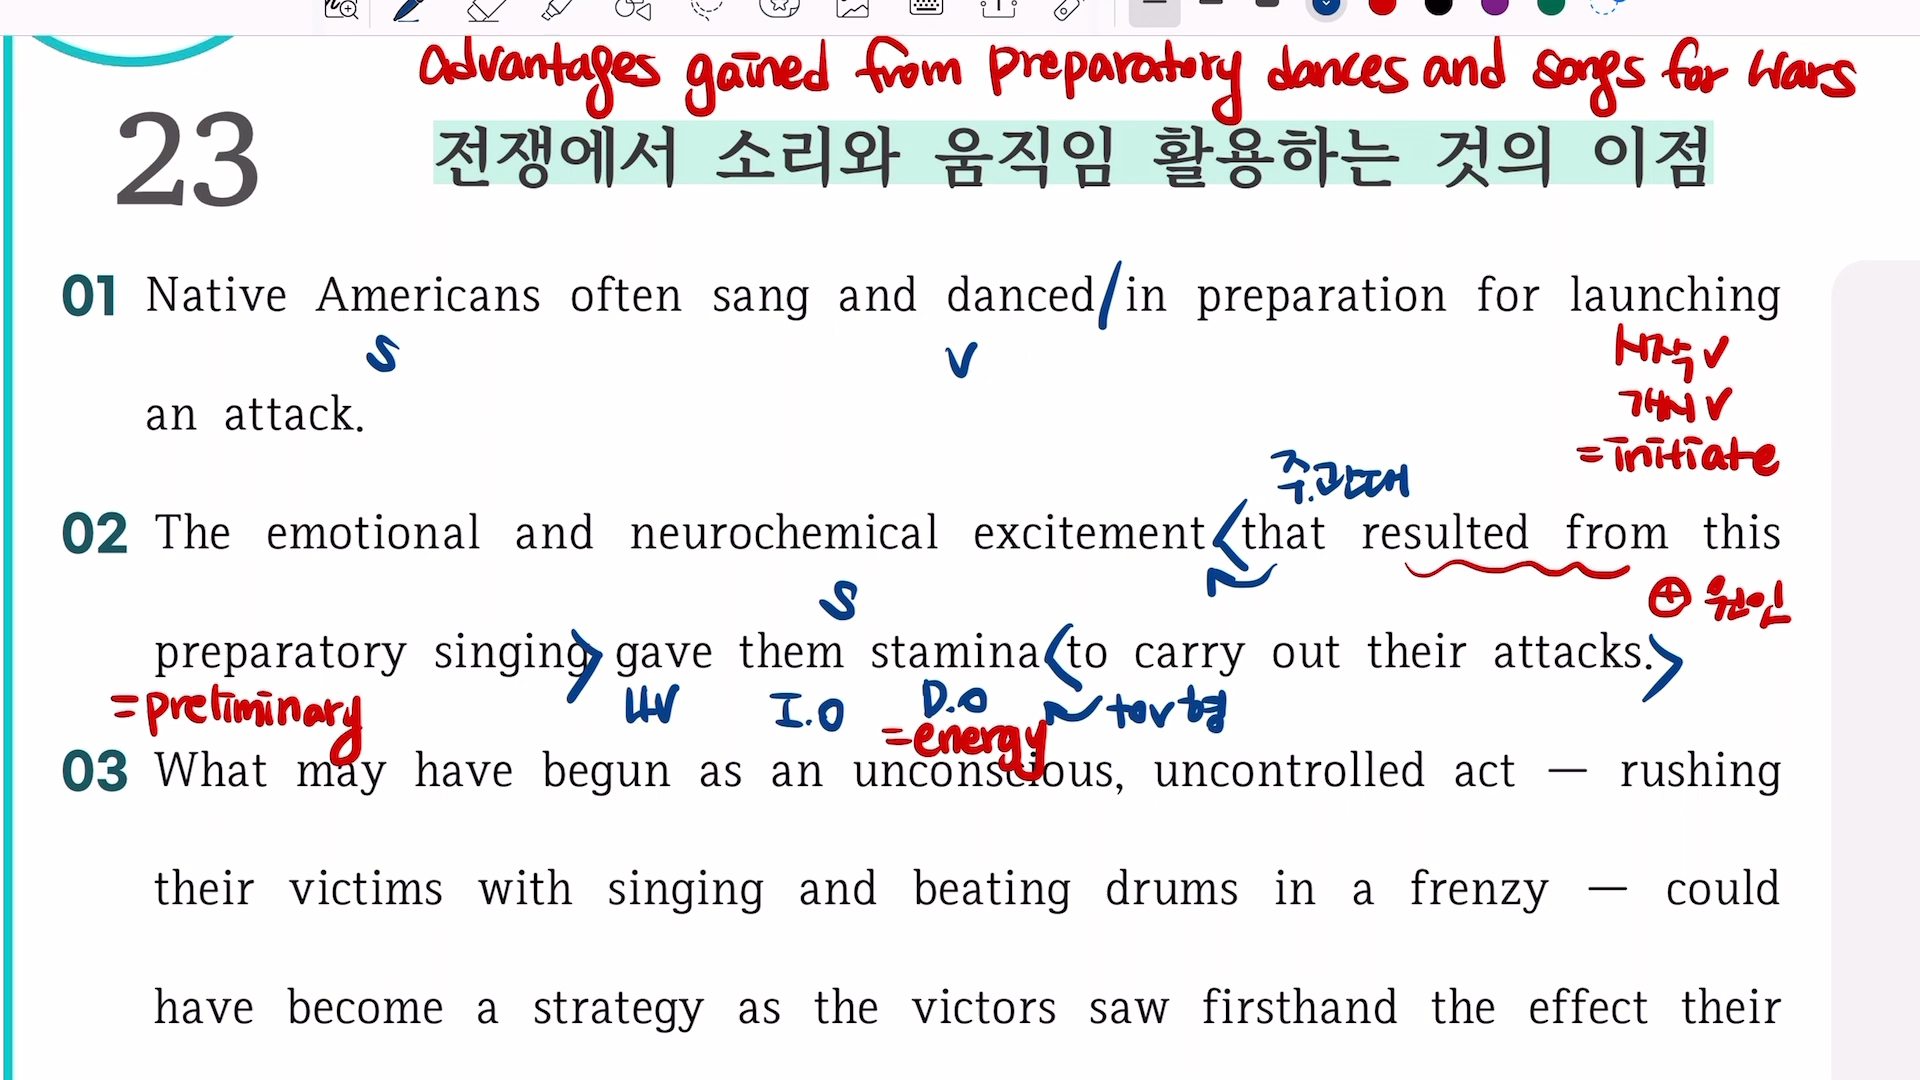 advantages gained from preparatory dances and songs for wars
23 전쟁에서 소리와 움직임 활용하는 것의 이점
01 Native Americans often sang and danced / in preparation for launching
S V 시작 V
개시 V
an attack.
= initiate
주.관.대
02 The emotional and neurochemical excitement < that resulted from this
S ⊕ 원인
preparatory singing > gave them stamina < to carry out their attacks. >
= preliminary 4V I.O D.O to V 형
= energy
03 What may have begun as an unconscious, uncontrolled act — rushing
their victims with singing and beating drums in a frenzy — could
have become a strategy as the victors saw firsthand the effect their